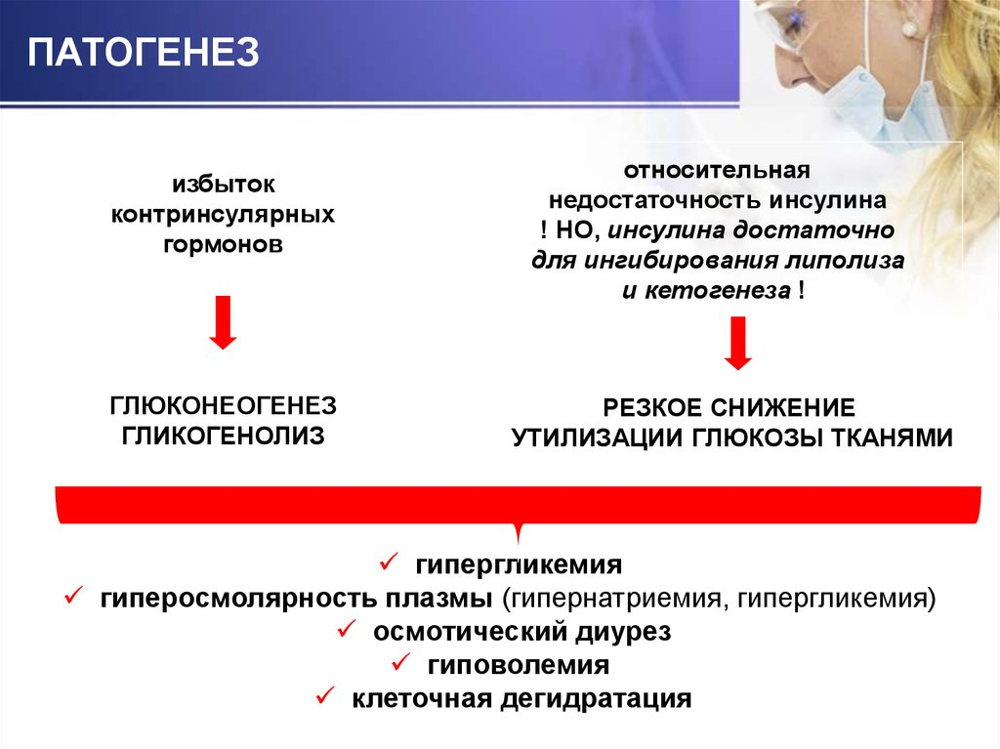 ПАТОГЕНЕЗ
избыток
контринсулярных
гормонов
относительная
недостаточность инсулина
! НО, инсулина достаточно
для ингибирования липолиза
и кетогенеза !
ГЛЮКОНЕОГЕНЕЗ
ГЛИКОГЕНОЛИЗ
РЕЗКОЕ СНИЖЕНИЕ
УТИЛИЗАЦИИ ГЛЮКОЗЫ ТКАНЯМИ
✓ гипергликемия
✓ гиперосмолярность плазмы (гипернатриемия, гипергликемия)
✓ осмотический диурез
✓ гиповолемия
✓ клеточная дегидратация